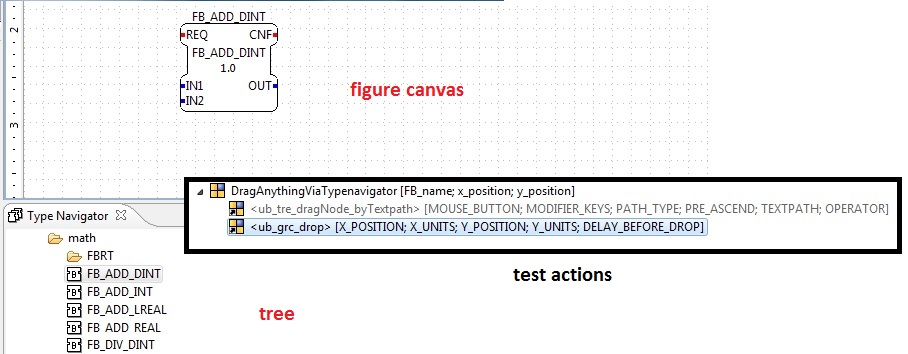 FB_ADD_DINT
2
REQ CNF
FB_ADD_DINT
1.0
IN1 OUT
IN2
figure canvas
3
DragAnythingViaTypenavigator [FB_name; x_position; y_position]
<ub_tre_dragNode_byTextpath> [MOUSE_BUTTON; MODIFIER_KEYS; PATH_TYPE; PRE_ASCEND; TEXTPATH; OPERATOR]
<ub_grc_drop> [X_POSITION; X_UNITS; Y_POSITION; Y_UNITS; DELAY_BEFORE_DROP]
test actions
Type Navigator
math
FBRT
B FB_ADD_DINT
B FB_ADD_INT
B FB_ADD_LREAL
B FB_ADD_REAL
B FB_DIV_DINT
tree